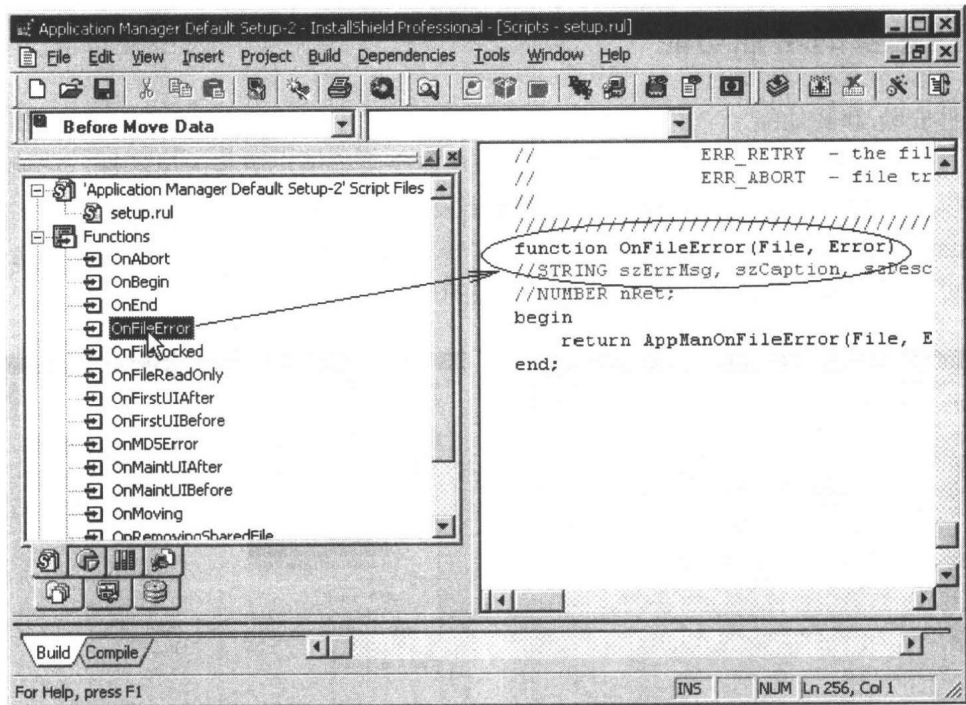 Application Manager Default Setup-2 - InstallShield Professional - [Scripts - setup.rul]
File Edit View Insert Project Build Dependencies Tools Window Help
Before Move Data
'Application Manager Default Setup-2' Script Files
setup.rul
Functions
OnAbort
OnBegin
OnEnd
OnFileError
OnFileLocked
OnFileReadOnly
OnFirstUIAfter
OnFirstUIBefore
OnMD5Error
OnMaintUIAfter
OnMaintUIBefore
OnMoving
OnRemovingSharedFile
// ERR_RETRY - the fil
// ERR_ABORT - file tr
//
////////////////////////////////////////
function OnFileError(File, Error)
//STRING szErrMsg, szCaption, szDesc
//NUMBER nRet;
begin
return AppManOnFileError(File, E
end;
Build Compile
For Help, press F1
INS NUM Ln 256, Col 1